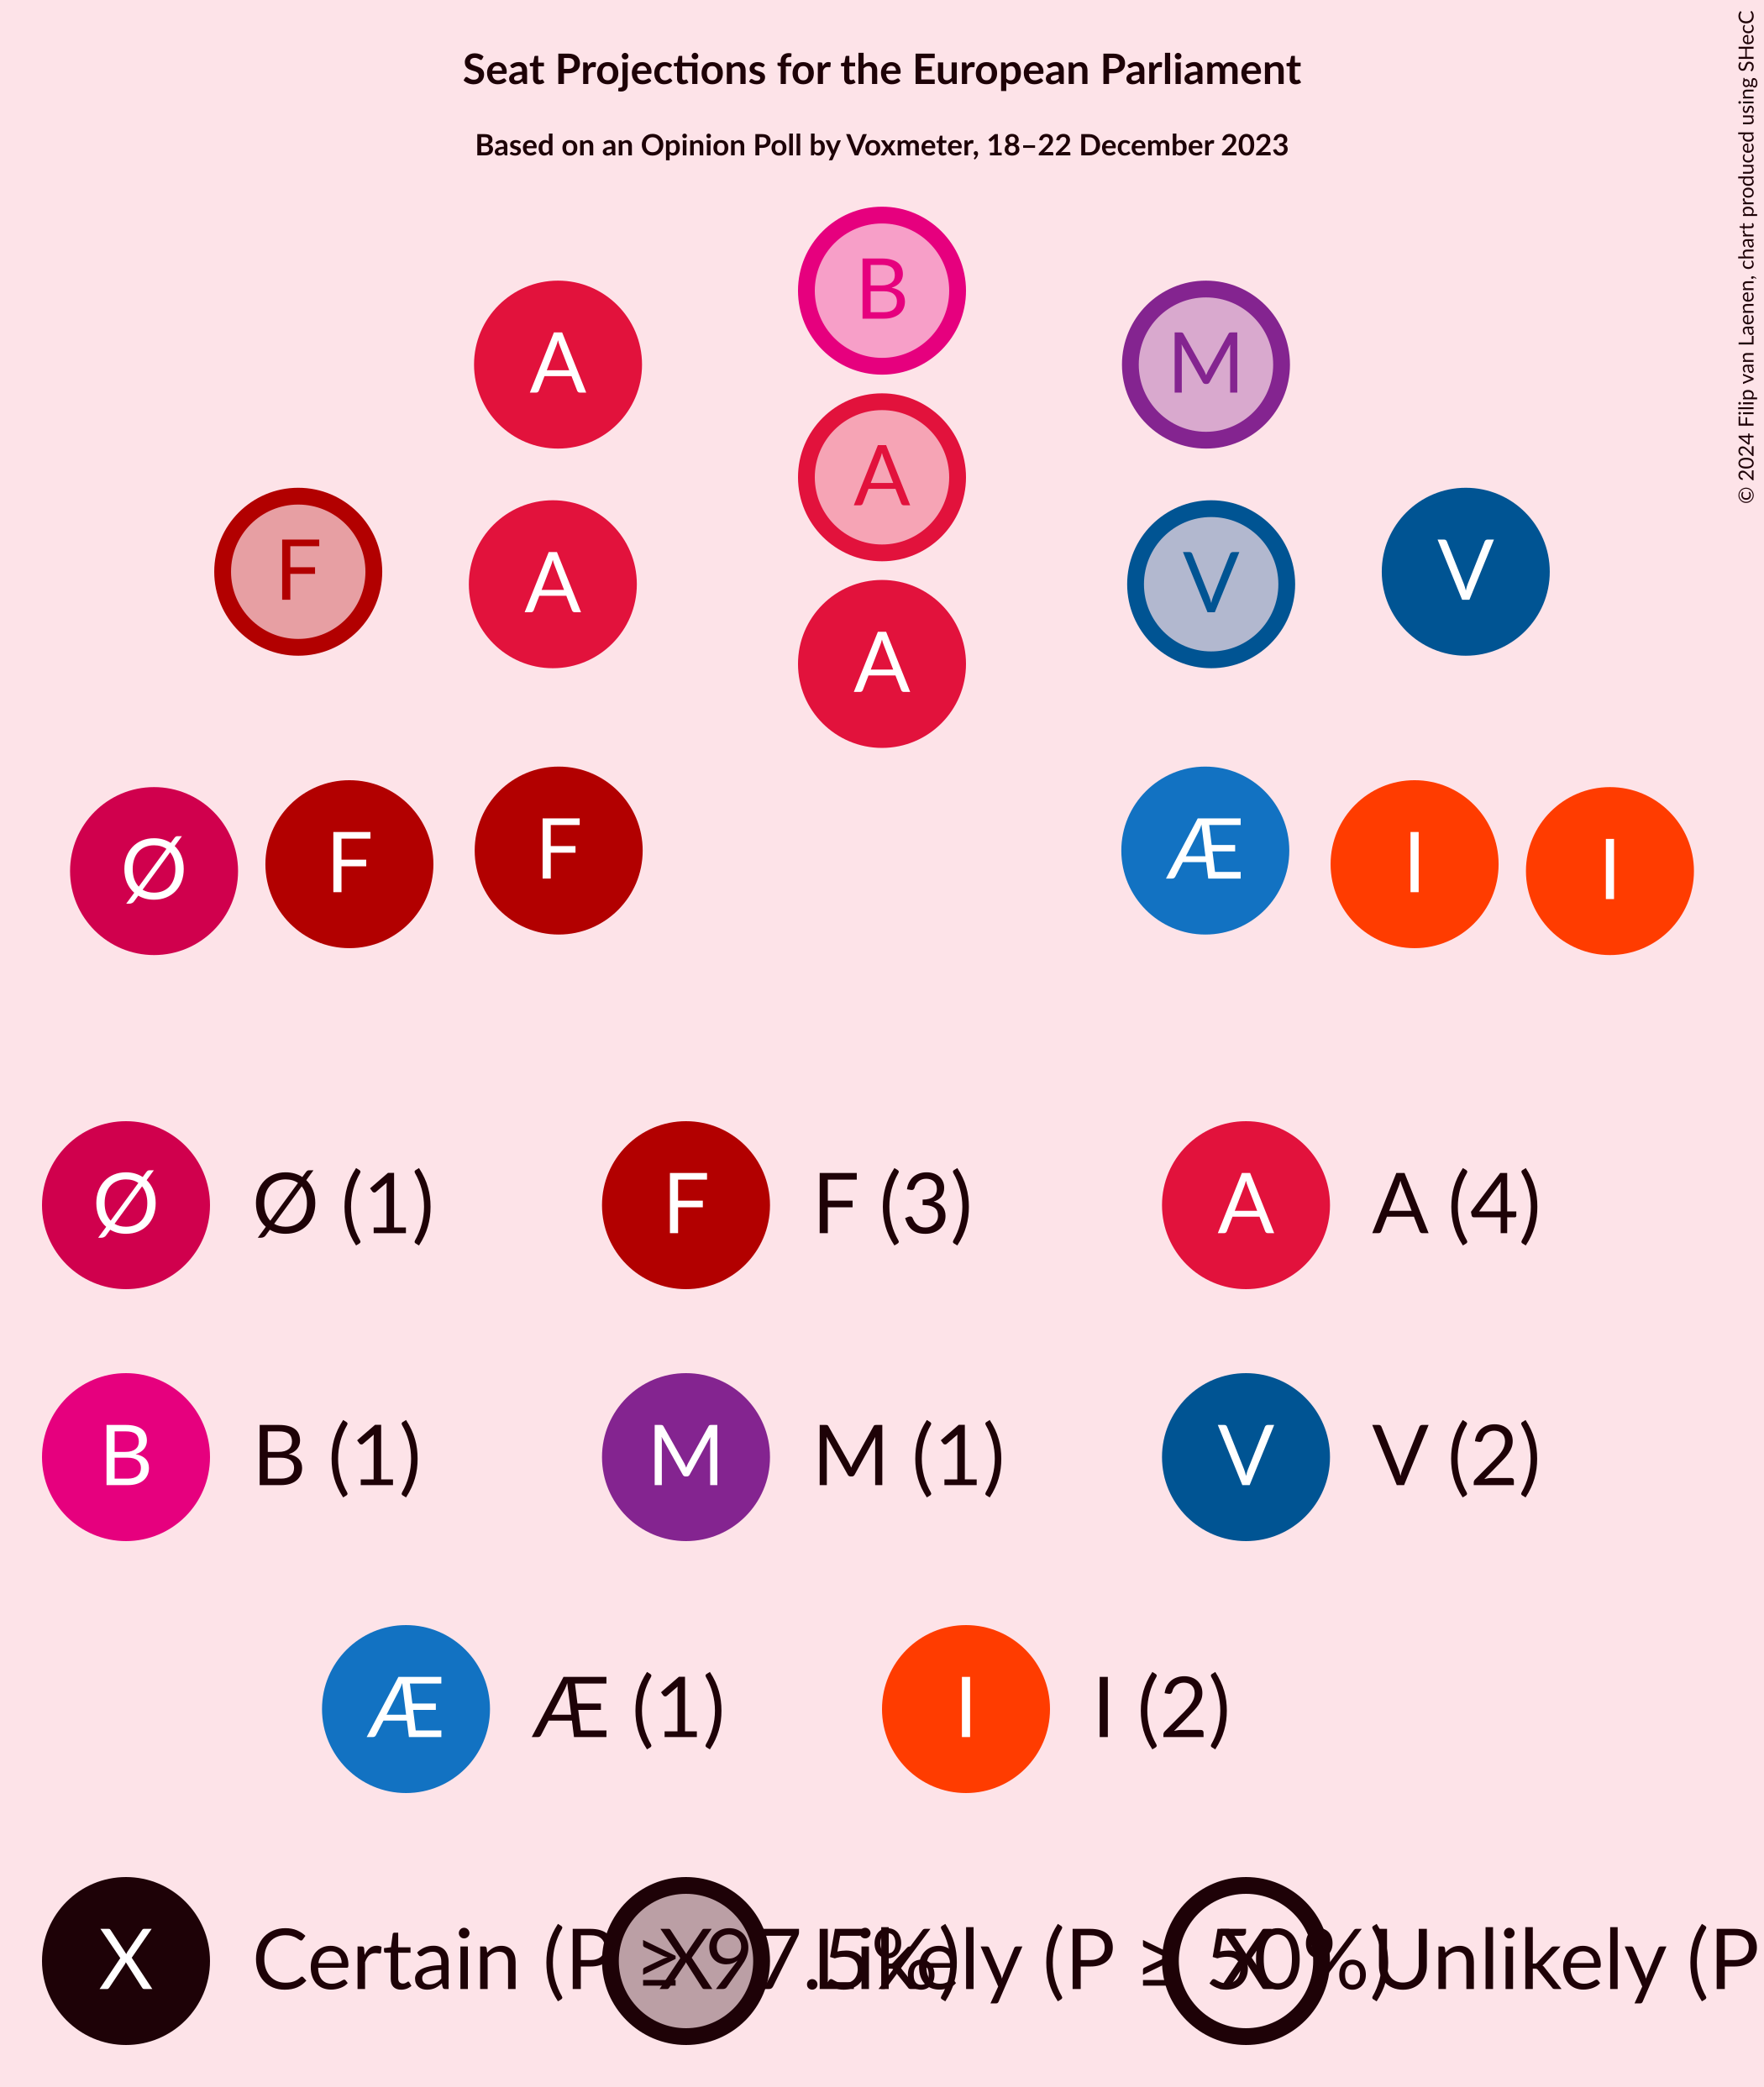 Seat Projections for the European Parliament
Based on an Opinion Poll by Voxmeter, 18–22 December 2023
© 2024 Filip van Laenen, chart produced using SHecC
B
A
M
A
F
A
V
V
A
Ø
F
F
Æ
I
I
Ø Ø (1)
F F (3)
A A (4)
B B (1)
M M (1)
V V (2)
Æ Æ (1)
I I (2)
X Certain (P ≥ 97.5%)
X Likely (P ≥ 50%)
X Unlikely (P